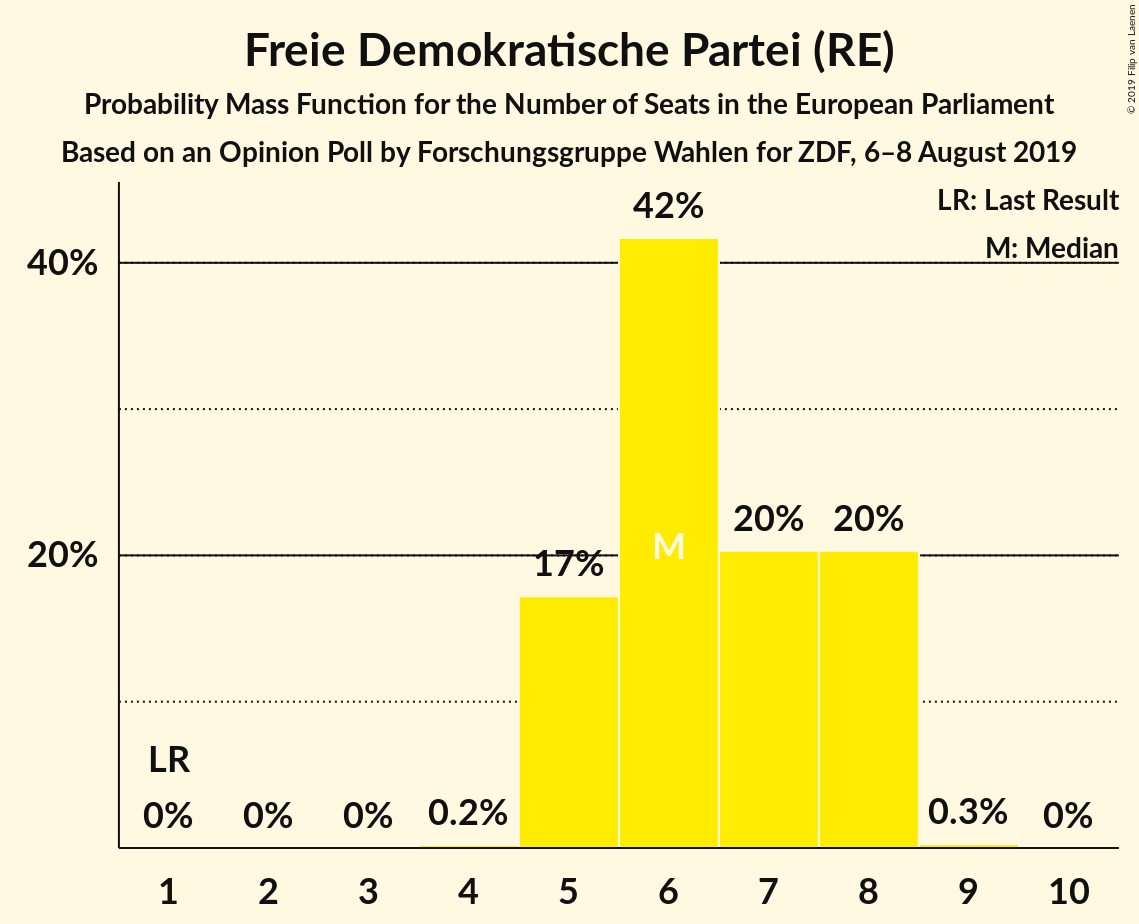 Freie Demokratische Partei (RE)
Probability Mass Function for the Number of Seats in the European Parliament
Based on an Opinion Poll by Forschungsgruppe Wahlen for ZDF, 6–8 August 2019
© 2019 Filip van Laenen
LR: Last Result
M: Median
42%
40%
20% 20%
M
20%
17%
LR
0% 0% 0% 0.2% 0.3% 0%
1 2 3 4 5 6 7 8 9 10